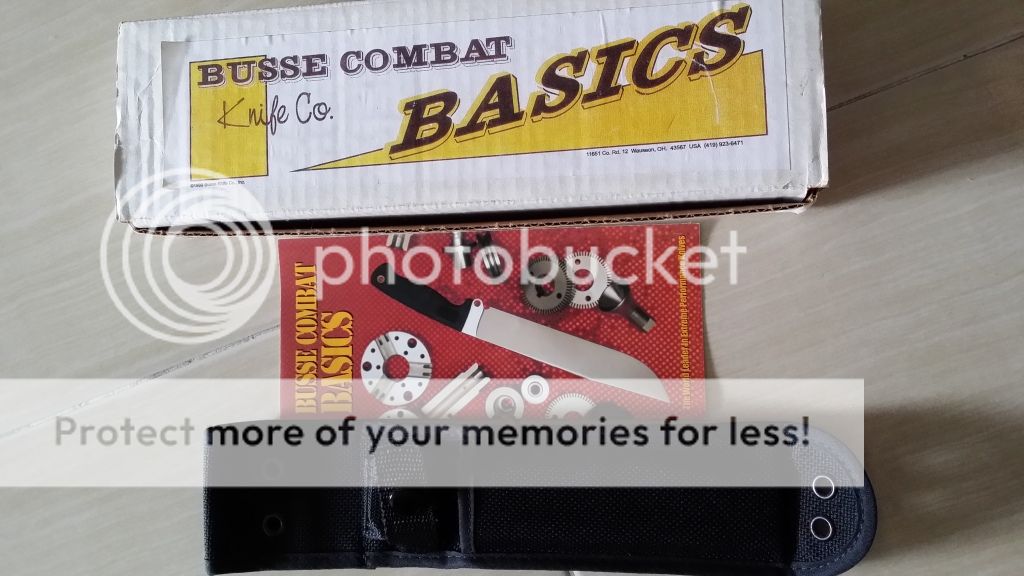 BUSSE COMBAT
Knife Co.
BASICS
11651 Co. Rd. 12 Wauseon, OH. 43567 USA (419) 923-6471
photobucket
BUSSE COMBAT
BASICS
Protect more of your memories for less!